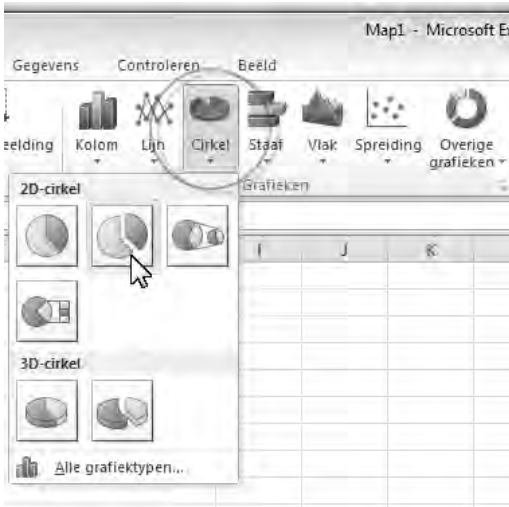 Map1 - Microsoft Ex
Gegevens Controleren Beeld
eelding Kolom Lijn Cirkel Staaf Vlak Spreiding Overige
grafieken
Grafieken
2D-cirkel
I J K
3D-cirkel
Alle grafiektypen...